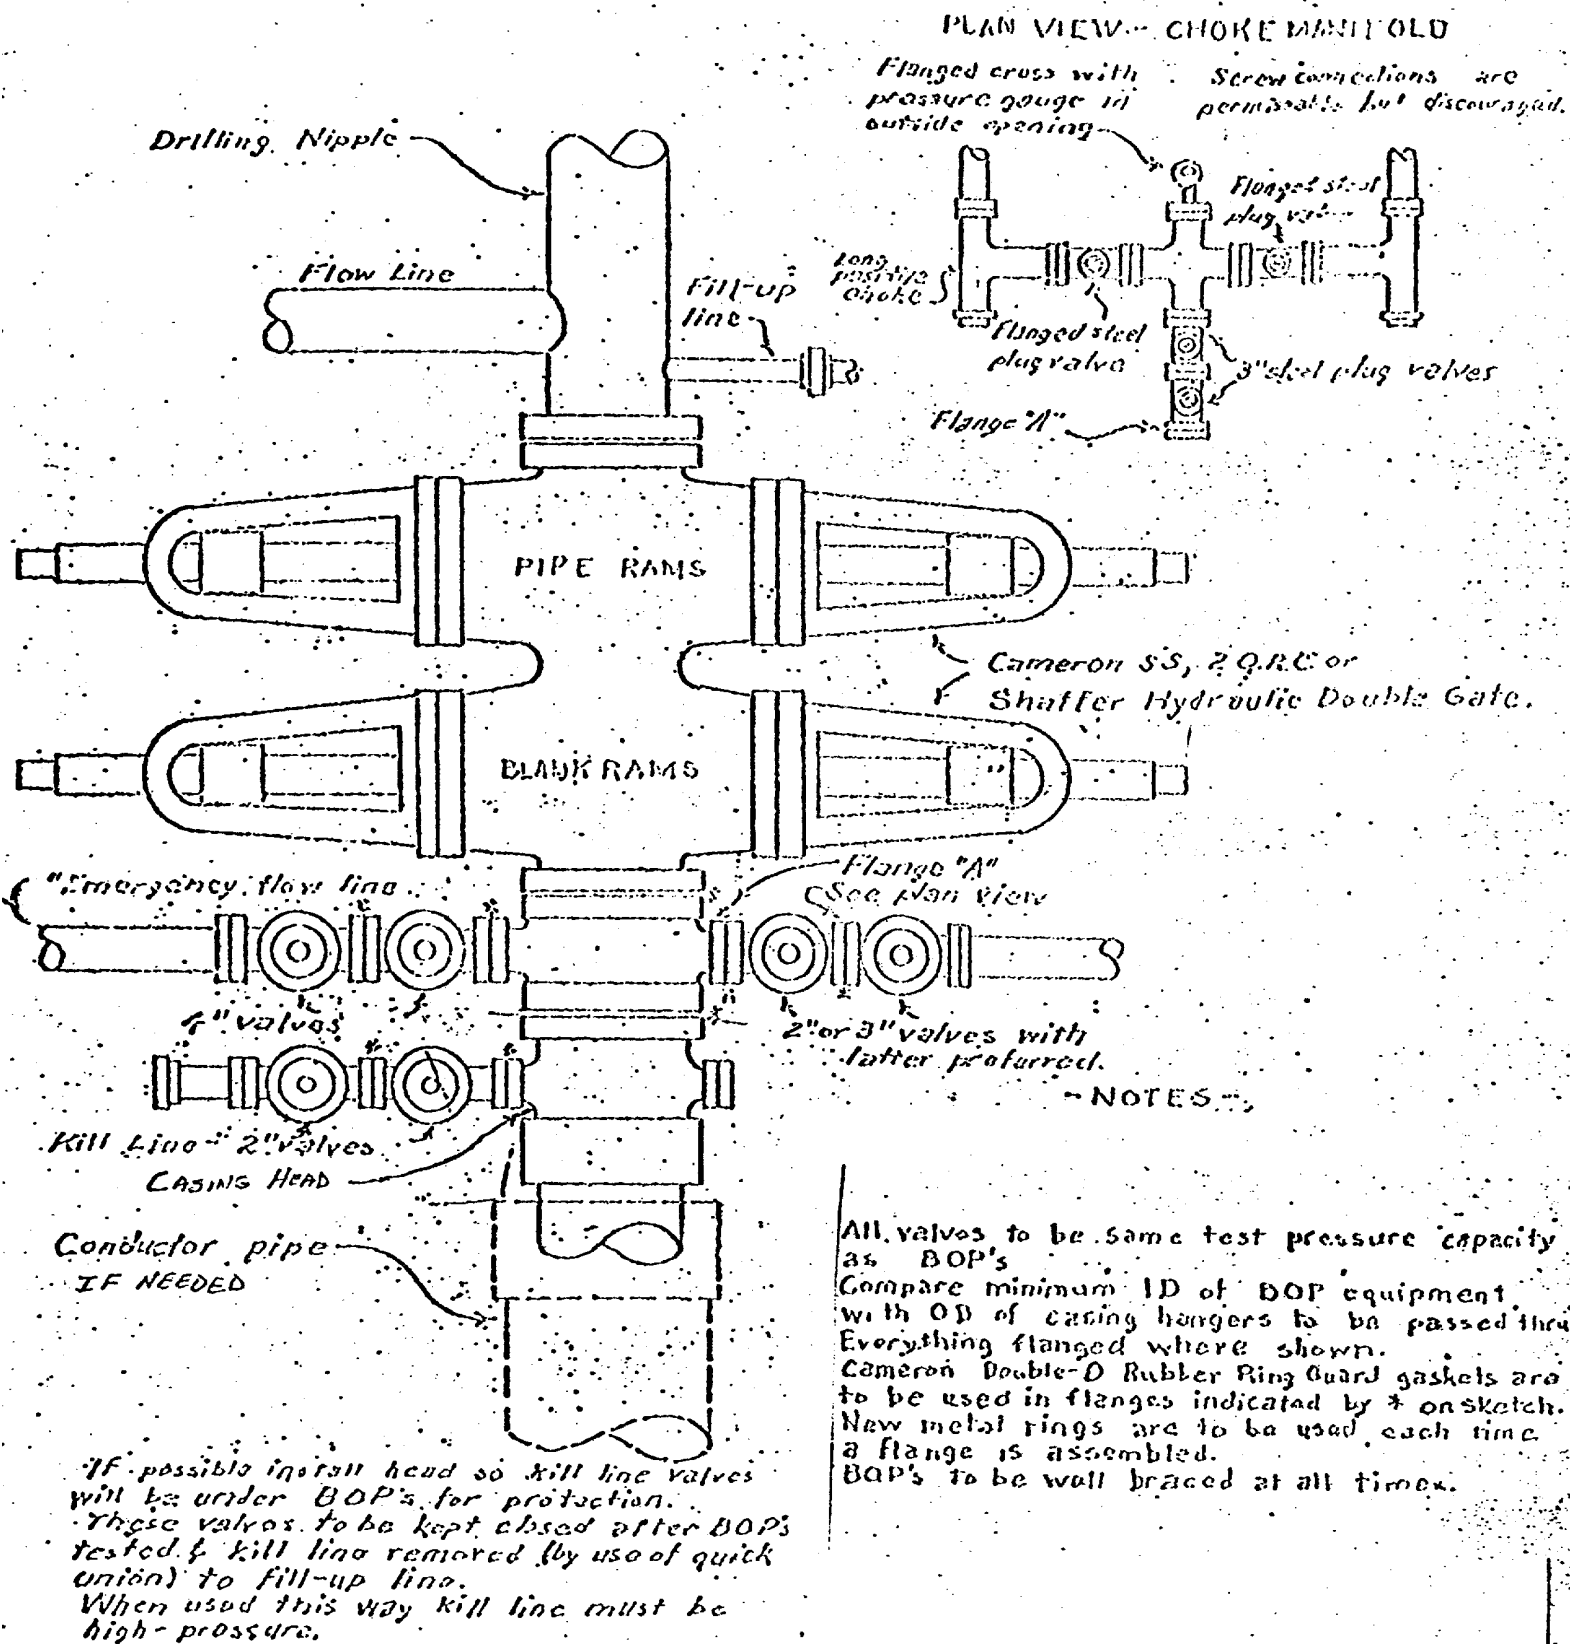 PLAN VIEW - CHOKE MANIFOLD
Flanged cross with
pressure gauge in
outside opening
Screw connections are
permissable but discouraged.
Drilling Nipple
Flanged steel
plug valve
Flow Line
Fill-up
line
Long
positive
choke
Flanged steel
plug valve
3" steel plug valves
Flange "A"
PIPE RAMS
Cameron SS, 2 Q.R.C or
Shaffer Hydraulic Double Gate.
BLANK RAMS
"Emergency flow line
Flange "A"
See plan view
4" valves
2" or 3" valves with
latter preferred.
- NOTES -
Kill Line - 2" valves
CASING HEAD
Conductor pipe
IF NEEDED
All valves to be same test pressure capacity
as BOP's
Compare minimum ID of BOP equipment
with OD of casing hangers to be passed thru
Everything flanged where shown.
Cameron Double-O Rubber Ring Guard gaskets are
to be used in flanges indicated by * on sketch.
New metal rings are to be used each time
a flange is assembled.
BOP's to be well braced at all times.
If possible install head so kill line valves
will be under BOP's for protection.
These valves to be kept closed after BOP's
tested & kill line removed (by use of quick
union) to fill-up line.
When used this way kill line must be
high-pressure.